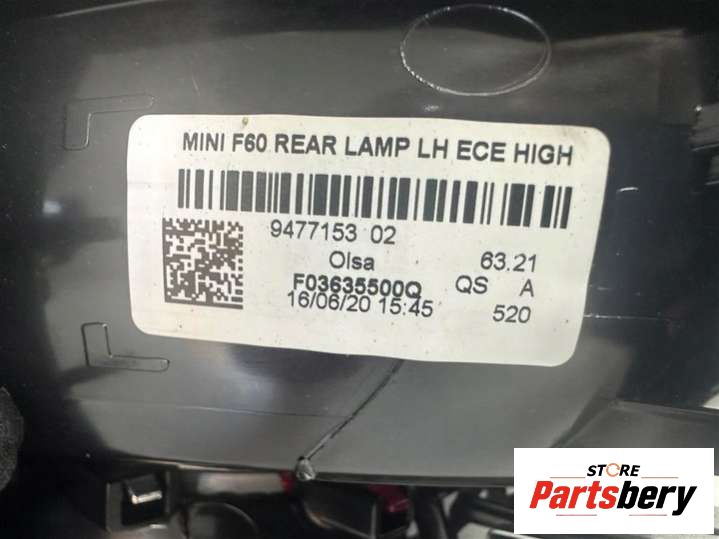 MINI F60 REAR LAMP LH ECE HIGH
9477153 02
Olsa 63.21
F03635500Q QS A
16/06/20 15:45 520
STORE
Partsbery